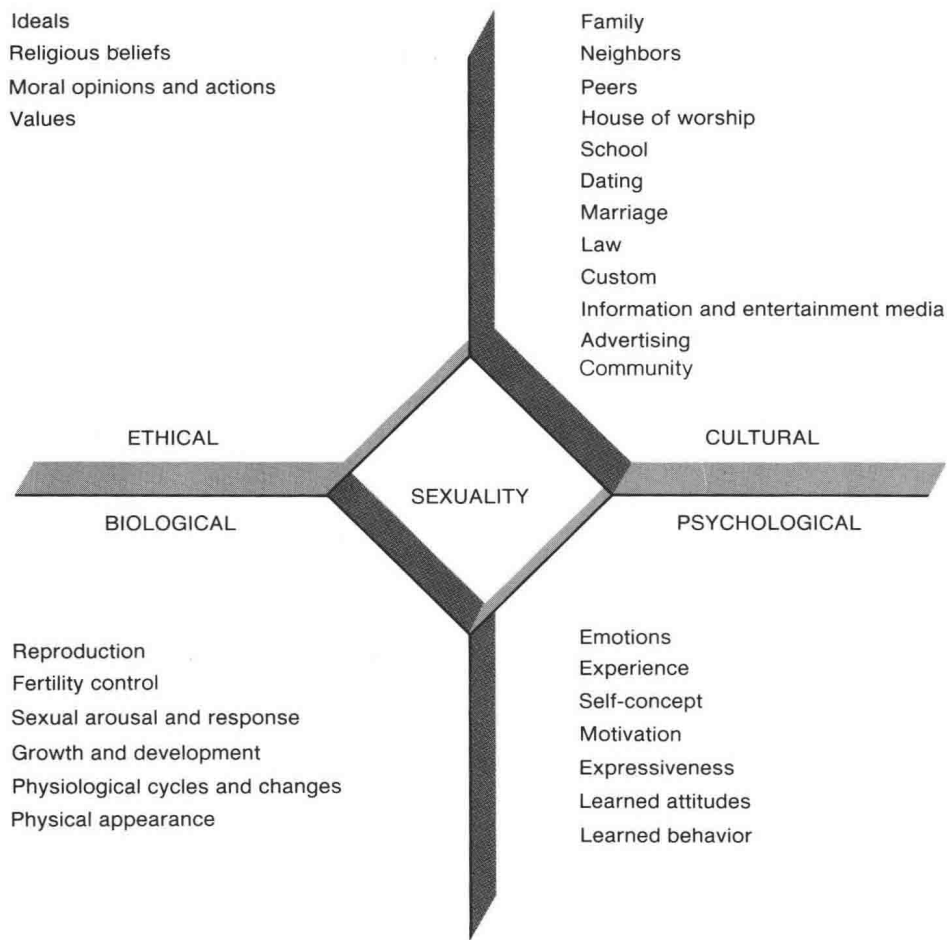 Ideals
Religious beliefs
Moral opinions and actions
Values
Family
Neighbors
Peers
House of worship
School
Dating
Marriage
Law
Custom
Information and entertainment media
Advertising
Community
ETHICAL
CULTURAL
SEXUALITY
BIOLOGICAL
PSYCHOLOGICAL
Reproduction
Fertility control
Sexual arousal and response
Growth and development
Physiological cycles and changes
Physical appearance
Emotions
Experience
Self-concept
Motivation
Expressiveness
Learned attitudes
Learned behavior